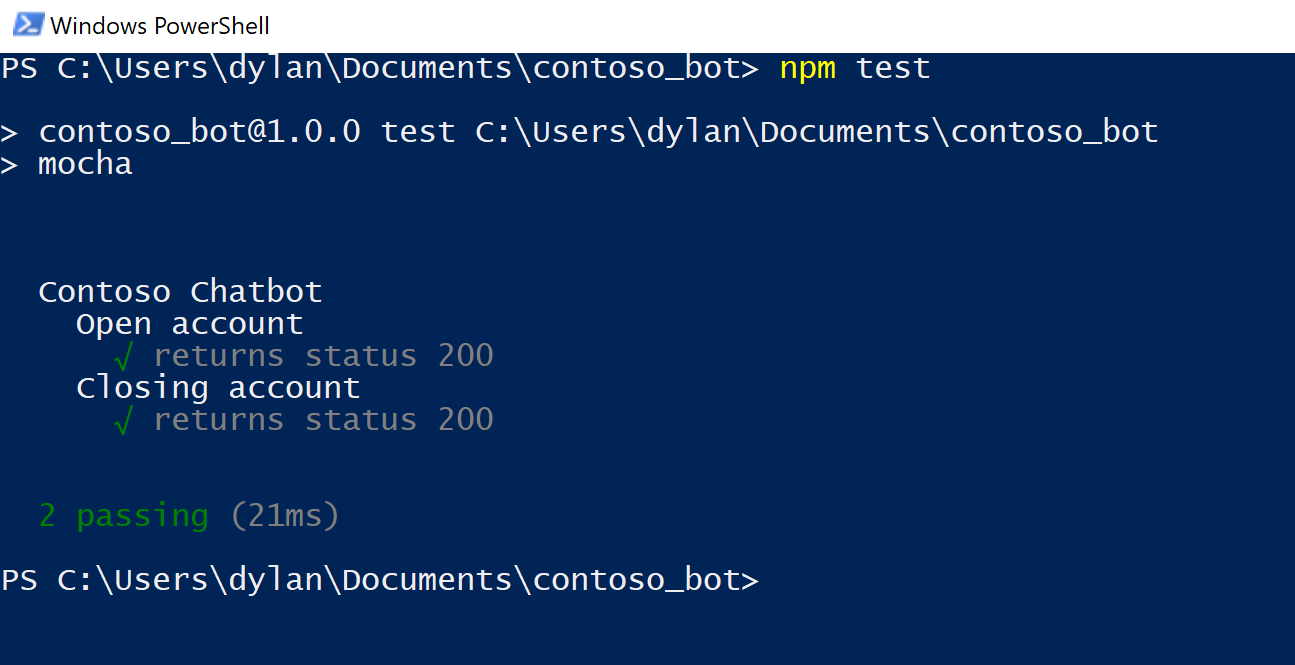 Windows PowerShell
PS C:\Users\dylan\Documents\contoso_bot> npm test
> contoso_bot@1.0.0 test C:\Users\dylan\Documents\contoso_bot
> mocha
Contoso Chatbot
Open account
√ returns status 200
Closing account
√ returns status 200
2 passing (21ms)
PS C:\Users\dylan\Documents\contoso_bot>